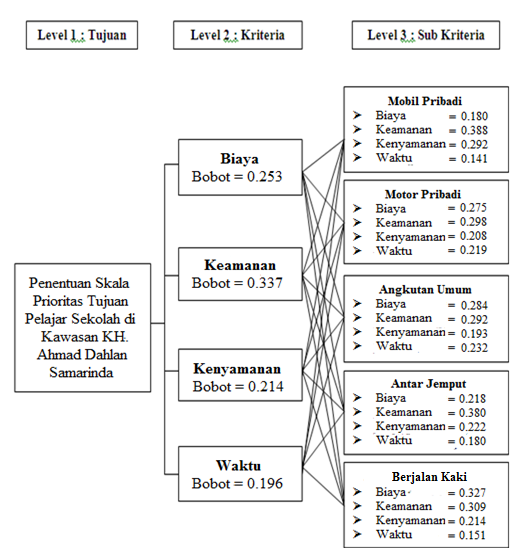 Level 1 : Tujuan
Level 2 : Kriteria
Level 3 : Sub Kriteria
Penentuan Skala
Prioritas Tujuan
Pelajar Sekolah di
Kawasan KH.
Ahmad Dahlan
Samarinda
Biaya
Bobot = 0.253
Keamanan
Bobot = 0.337
Kenyamanan
Bobot = 0.214
Waktu
Bobot = 0.196
Mobil Pribadi
➤ Biaya = 0.180
➤ Keamanan = 0.388
➤ Kenyamanan = 0.292
➤ Waktu = 0.141
Motor Pribadi
➤ Biaya = 0.275
➤ Keamanan = 0.298
➤ Kenyamanan = 0.208
➤ Waktu = 0.219
Angkutan Umum
➤ Biaya = 0.284
➤ Keamanan = 0.292
➤ Kenyamanan = 0.193
➤ Waktu = 0.232
Antar Jemput
➤ Biaya = 0.218
➤ Keamanan = 0.380
➤ Kenyamanan = 0.222
➤ Waktu = 0.180
Berjalan Kaki
➤ Biaya = 0.327
➤ Keamanan = 0.309
➤ Kenyamanan = 0.214
➤ Waktu = 0.151